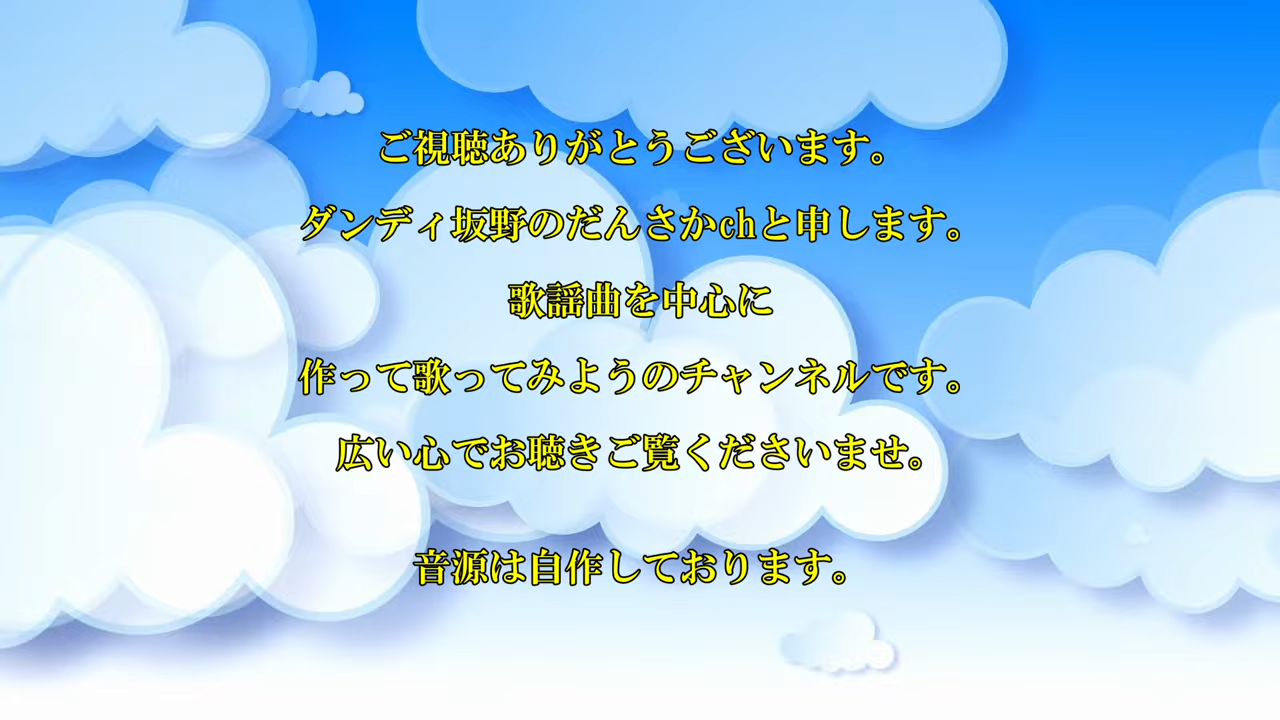 ご視聴ありがとうございます。
ダンディ坂野のだんさかchと申します。
歌謡曲を中心に
作って歌ってみようのチャンネルです。
広い心でお聴きご覧くださいませ。
音源は自作しております。